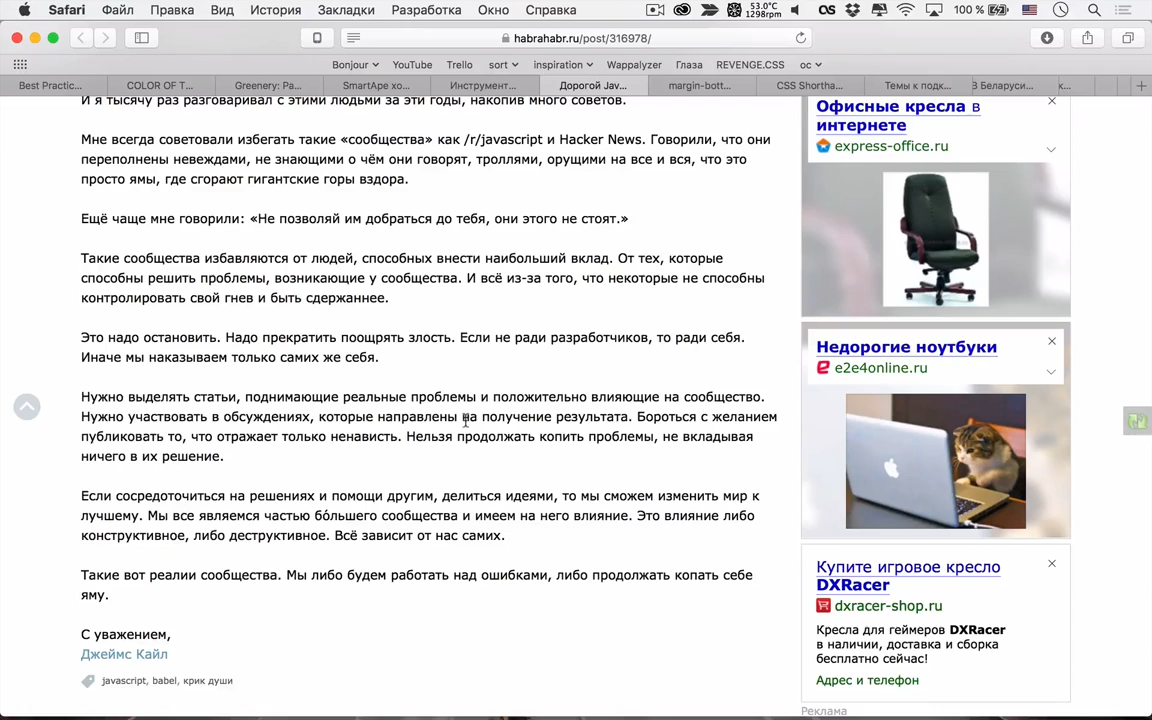 Safari Файл Правка Вид История Закладки Разработка Окно Справка 53.0°C 1298rpm 100 %
habrahabr.ru/post/316978/
Bonjour YouTube Trello sort inspiration Wappalyzer Глаза REVENGE.CSS oc
Best Practic... COLOR OF T... Greenery: Pa... SmartApe хо... Инструмент... Дорогой Jav... margin-bott... CSS Shortha... Темы к подк... В Беларуси... к...
И я тысячу раз разговаривал с этими людьми за эти годы, накопив много советов.
Мне всегда советовали избегать такие «сообщества» как /r/javascript и Hacker News. Говорили, что они
переполнены невеждами, не знающими о чём они говорят, троллями, орущими на все и вся, что это
просто ямы, где сгорают гигантские горы вздора.
Ещё чаще мне говорили: «Не позволяй им добраться до тебя, они этого не стоят.»
Такие сообщества избавляются от людей, способных внести наибольший вклад. От тех, которые
способны решить проблемы, возникающие у сообщества. И всё из-за того, что некоторые не способны
контролировать свой гнев и быть сдержаннее.
Это надо остановить. Надо прекратить поощрять злость. Если не ради разработчиков, то ради себя.
Иначе мы наказываем только самих же себя.
Нужно выделять статьи, поднимающие реальные проблемы и положительно влияющие на сообщество.
Нужно участвовать в обсуждениях, которые направлены на получение результата. Бороться с желанием
публиковать то, что отражает только ненависть. Нельзя продолжать копить проблемы, не вкладывая
ничего в их решение.
Если сосредоточиться на решениях и помощи другим, делиться идеями, то мы сможем изменить мир к
лучшему. Мы все являемся частью бо́льшего сообщества и имеем на него влияние. Это влияние либо
конструктивное, либо деструктивное. Всё зависит от нас самих.
Такие вот реалии сообщества. Мы либо будем работать над ошибками, либо продолжать копать себе
яму.
С уважением,
Джеймс Кайл
javascript, babel, крик души
Офисные кресла в
интернете
express-office.ru
Недорогие ноутбуки
e2e4online.ru
Купите игровое кресло
DXRacer
dxracer-shop.ru
Кресла для геймеров DXRacer
в наличии, доставка и сборка
бесплатно сейчас!
Адрес и телефон
Реклама